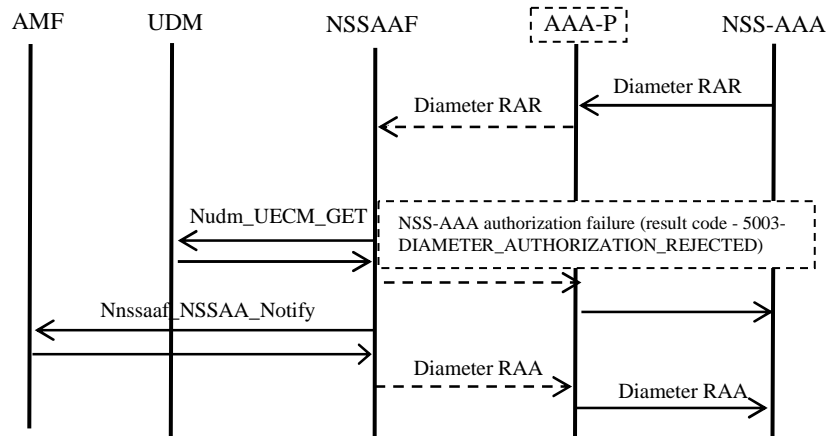 AMF UDM NSSAAF AAA-P NSS-AAA
Diameter RAR
Diameter RAR
Nudm_UECM_GET
NSS-AAA authorization failure (result code - 5003-
DIAMETER_AUTHORIZATION_REJECTED)
Nnssaaf_NSSAA_Notify
Diameter RAA
Diameter RAA